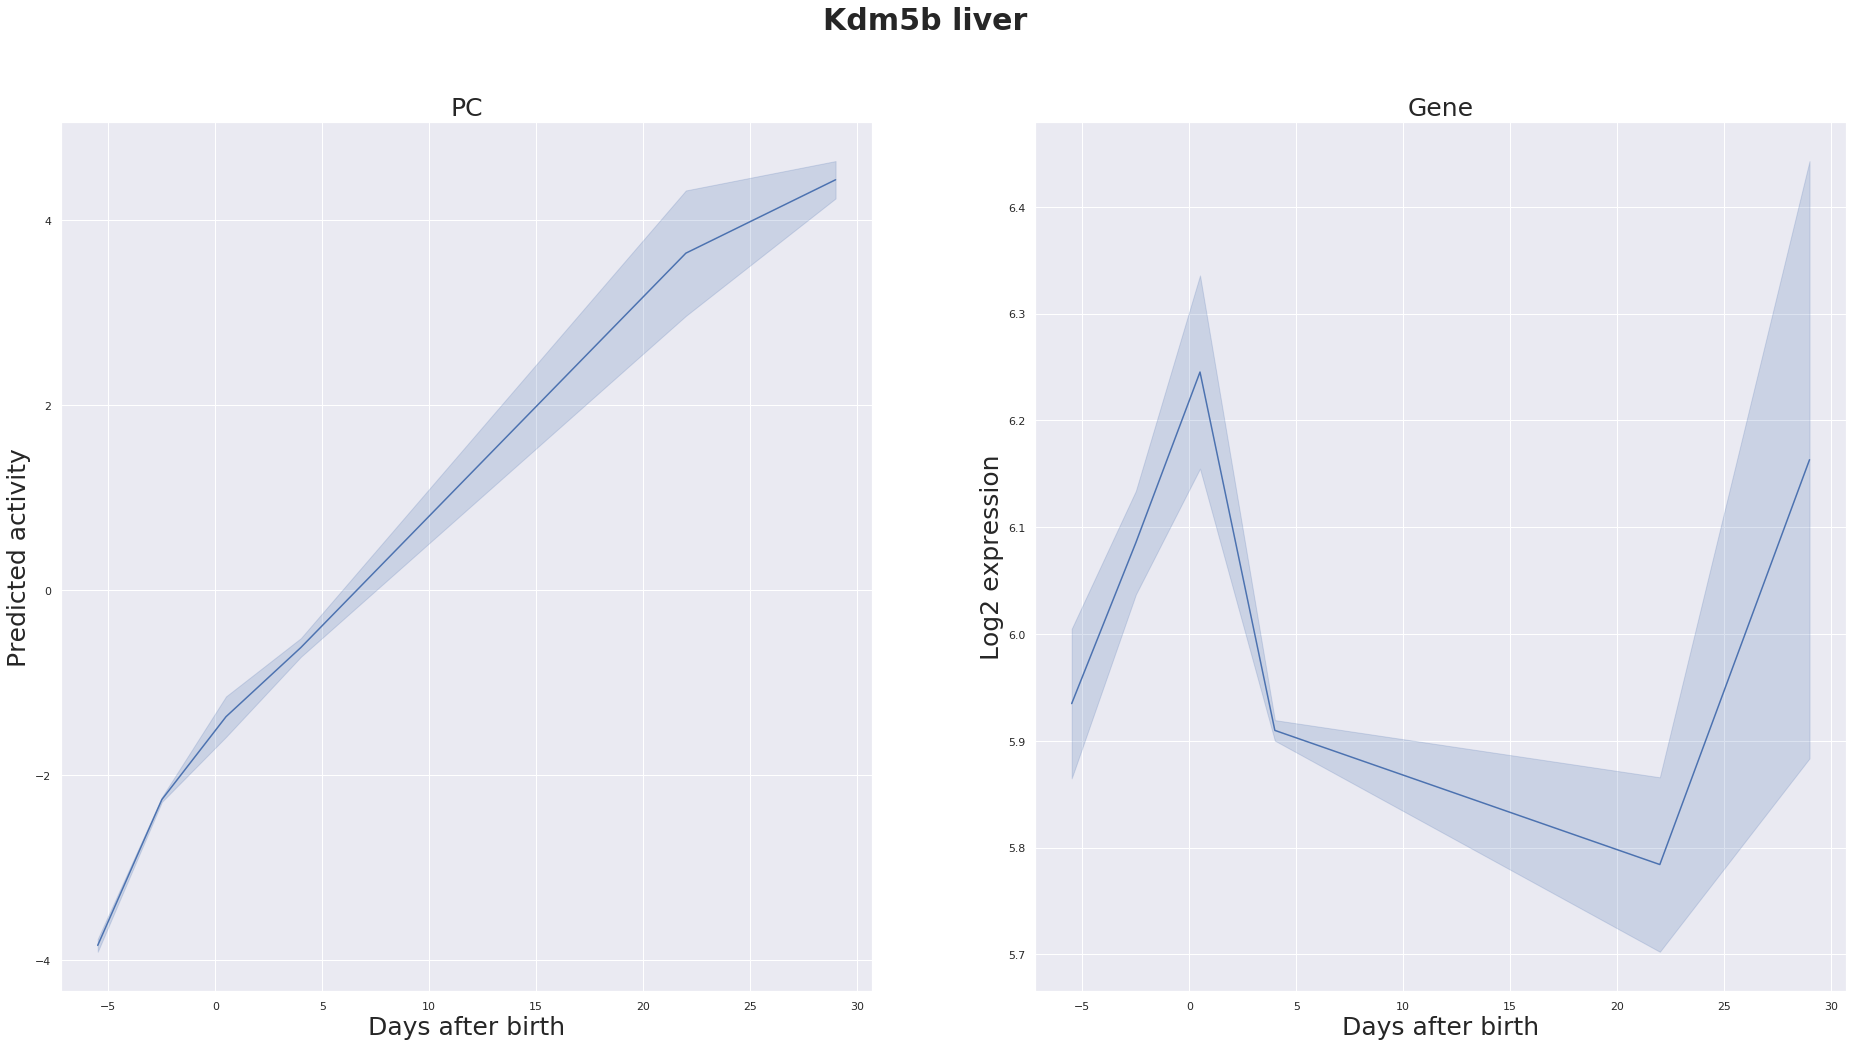 Kdm5b liver
PC
Predicted activity
4
2
0
−2
−4
−5 0 5 10 15 20 25 30
Days after birth
Gene
Log2 expression
6.4
6.3
6.2
6.1
6.0
5.9
5.8
5.7
−5 0 5 10 15 20 25 30
Days after birth